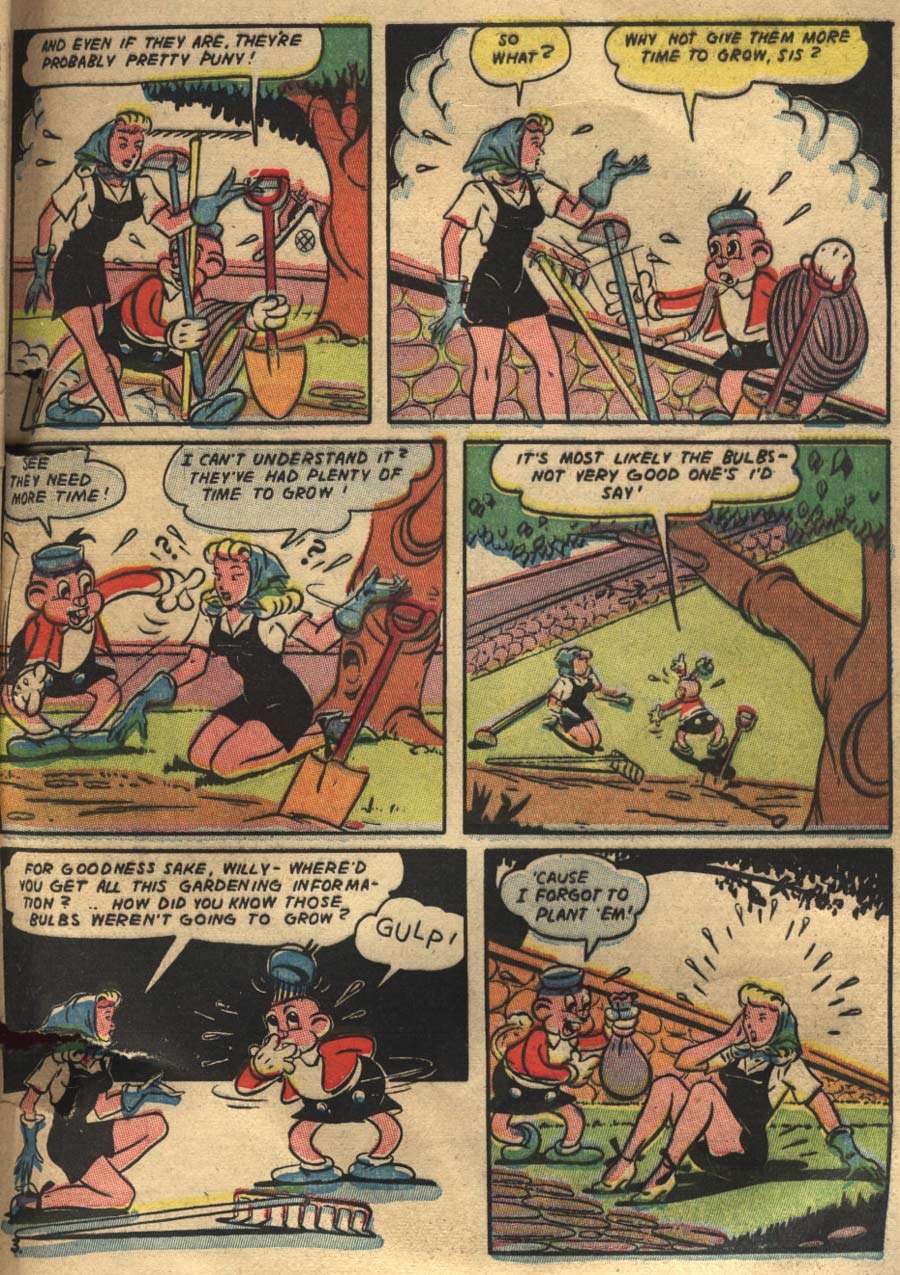 AND EVEN IF THEY ARE, THEY'RE
PROBABLY PRETTY PUNY!
SO
WHAT?
WHY NOT GIVE THEM MORE
TIME TO GROW, SIS?
SEE
THEY NEED
MORE TIME!
I CAN'T UNDERSTAND IT?
THEY'VE HAD PLENTY OF
TIME TO GROW!
!?!
!?
IT'S MOST LIKELY THE BULBS-
NOT VERY GOOD ONE'S I'D
SAY!
FOR GOODNESS SAKE, WILLY- WHERE'D
YOU GET ALL THIS GARDENING INFORMA-
TION? .. HOW DID YOU KNOW THOSE
BULBS WEREN'T GOING TO GROW?
GULP!
'CAUSE
I FORGOT TO
PLANT 'EM!